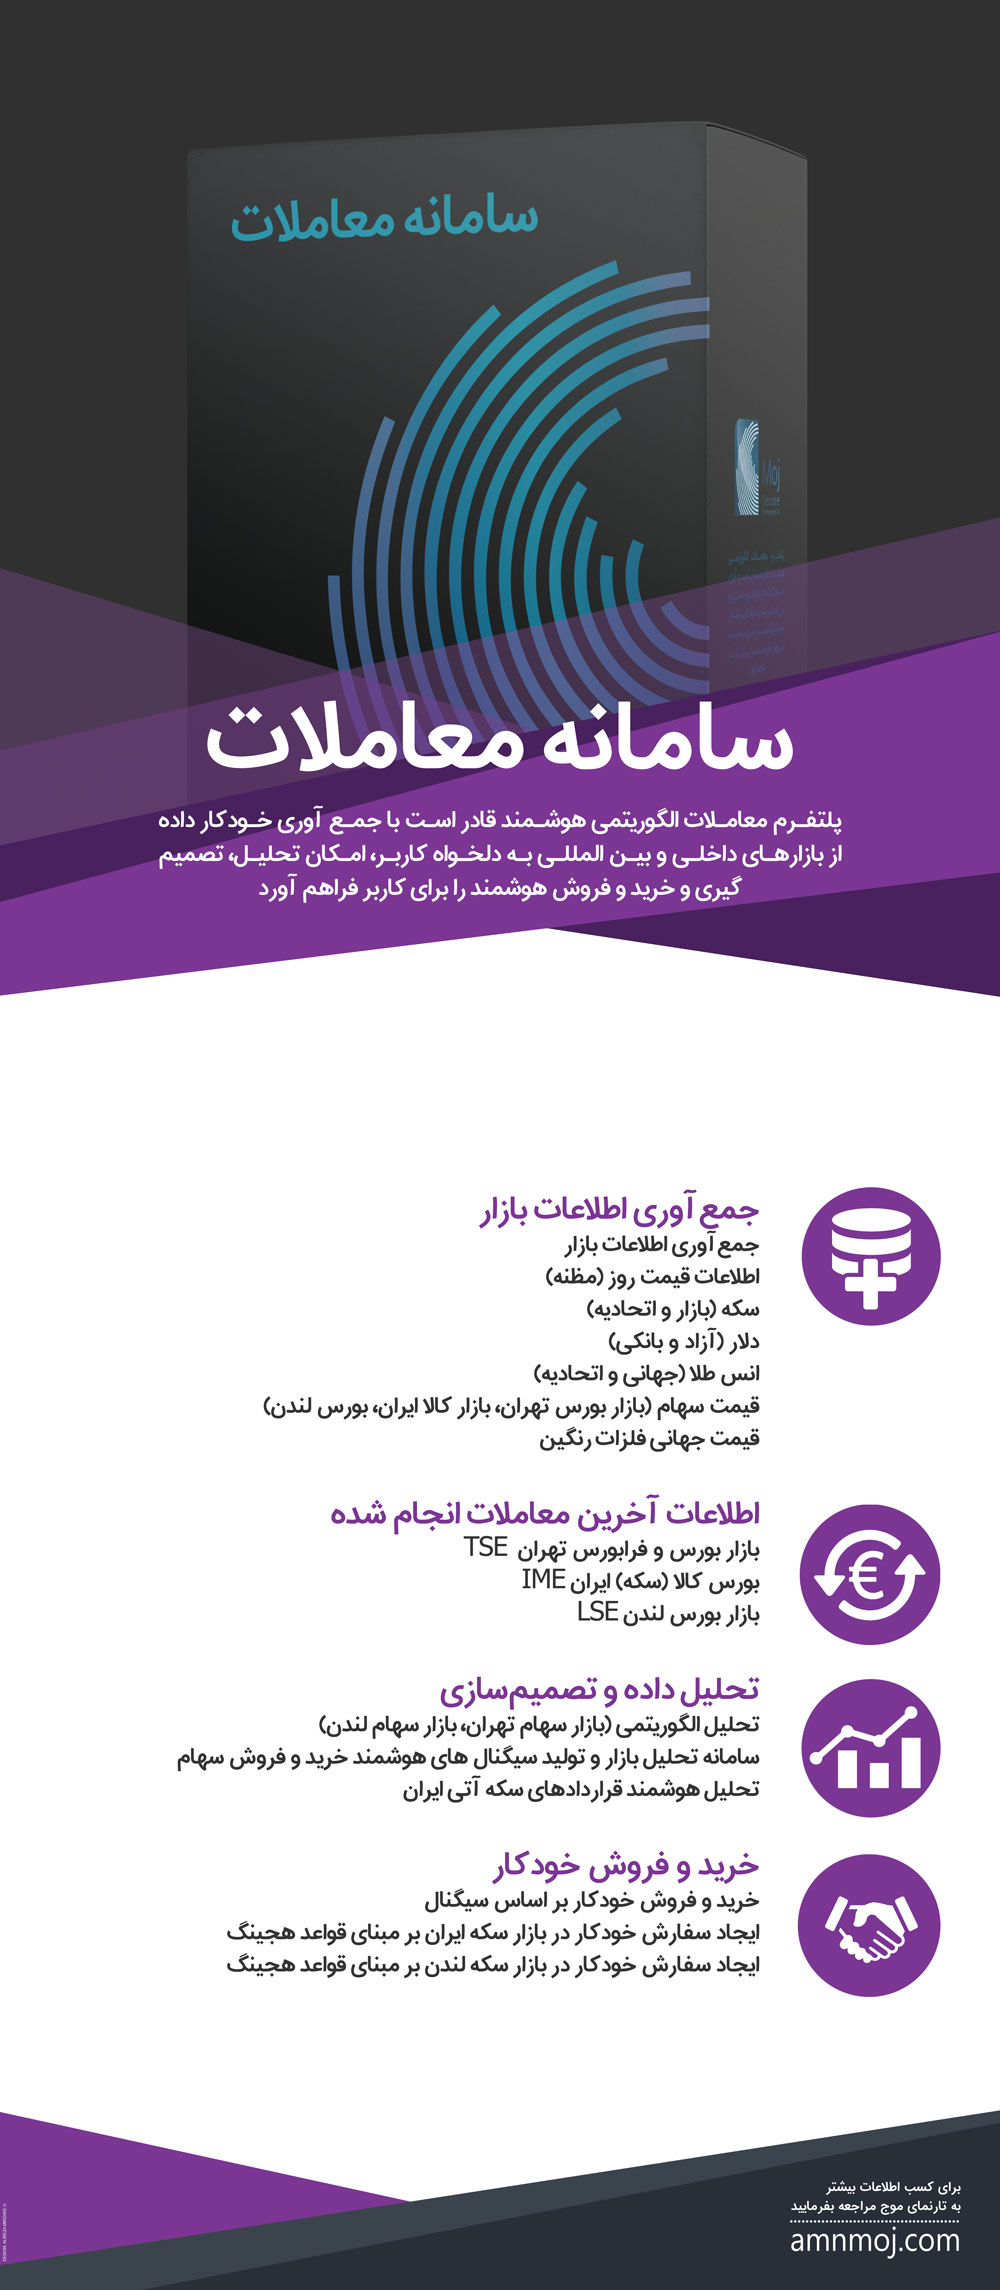 سامانه معاملات
Moj
Secure
سامانه معاملات
پلتفرم معاملات الگوریتمی هوشمند قادر است با جمع آوری خودکار داده
از بازارهای داخلی و بین المللی به دلخواه کاربر، امکان تحلیل، تصمیم
گیری و خرید و فروش هوشمند را برای کاربر فراهم آورد
جمع آوری اطلاعات بازار
جمع آوری اطلاعات بازار
اطلاعات قیمت روز (مظنه)
سکه (بازار و اتحادیه)
دلار (آزاد و بانکی)
انس طلا (جهانی و اتحادیه)
قیمت سهام (بازار بورس تهران، بازار کالا ایران، بورس لندن)
قیمت جهانی فلزات رنگین
اطلاعات آخرین معاملات انجام شده
بازار بورس و فرابورس تهران TSE
بورس کالا (سکه) ایران IME
بازار بورس لندن LSE
تحلیل داده و تصمیم‌سازی
تحلیل الگوریتمی (بازار سهام تهران، بازار سهام لندن)
سامانه تحلیل بازار و تولید سیگنال های هوشمند خرید و فروش سهام
تحلیل هوشمند قراردادهای سکه آتی ایران
خرید و فروش خودکار
خرید و فروش خودکار بر اساس سیگنال
ایجاد سفارش خودکار در بازار سکه ایران بر مبنای قواعد هجینگ
ایجاد سفارش خودکار در بازار سکه لندن بر مبنای قواعد هجینگ
برای کسب اطلاعات بیشتر
به تارنمای موج مراجعه بفرمایید
amnmoj.com